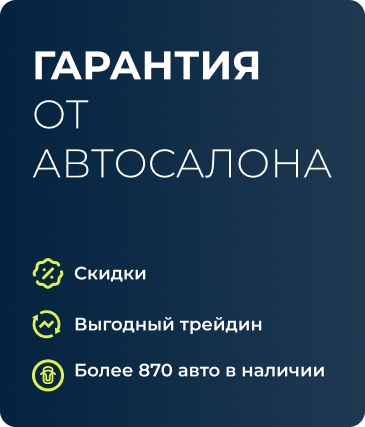 ГАРАНТИЯ
ОТ
АВТОСАЛОНА
Скидки
Выгодный трейдин
Более 870 авто в наличии